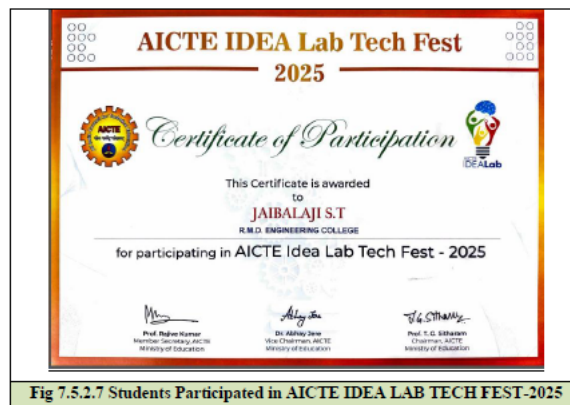 AICTE IDEA Lab Tech Fest
2025
AICTE
Certificate of Participation
IDEALab
This Certificate is awarded
to
JAIBALAJI S.T
R.M.D. ENGINEERING COLLEGE
for participating in AICTE Idea Lab Tech Fest - 2025
Prof. Rajive Kumar
Member Secretary, AICTE
Ministry of Education
Dr. Abhay Jere
Vice Chairman, AICTE
Ministry of Education
Prof. T. G. Sitharam
Chairman, AICTE
Ministry of Education
Fig 7.5.2.7 Students Participated in AICTE IDEA LAB TECH FEST-2025